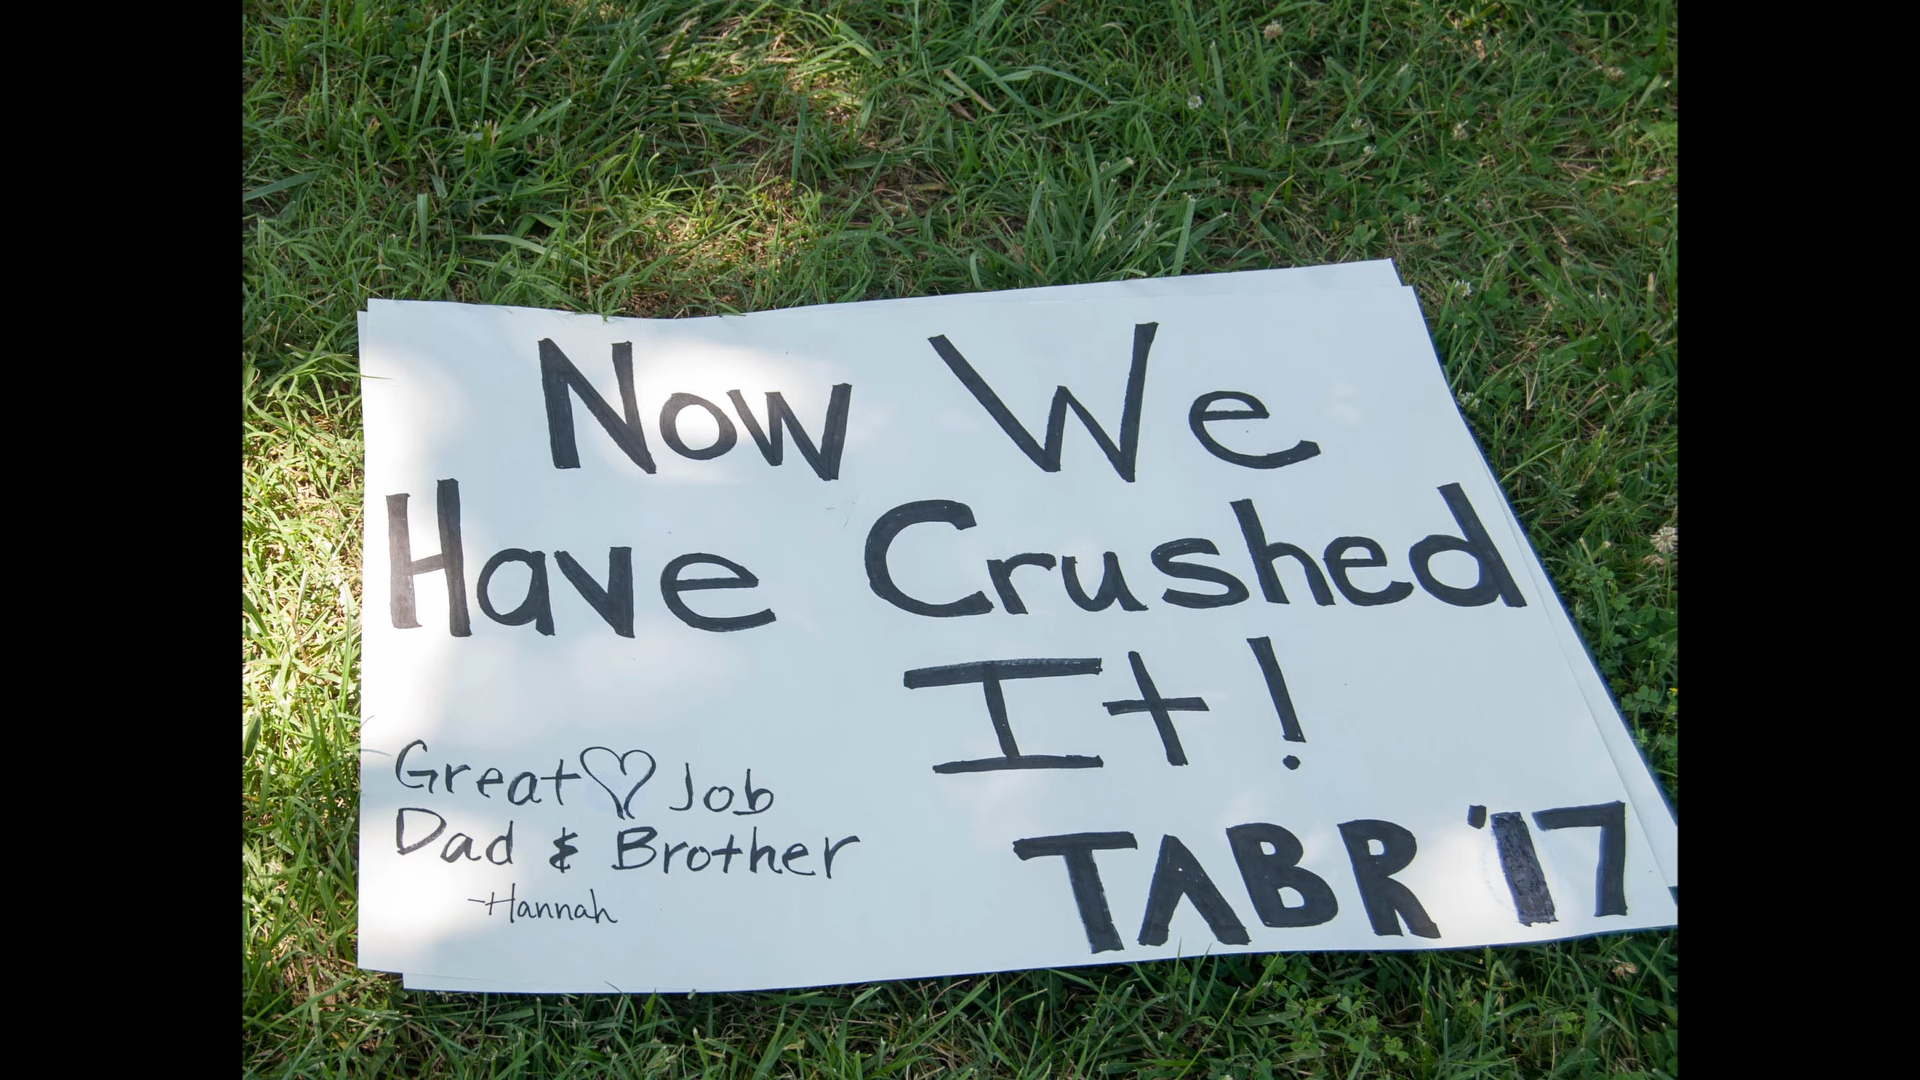 Now We
Have Crushed
It!
Great ♡ Job
Dad & Brother
-Hannah
TABR '17